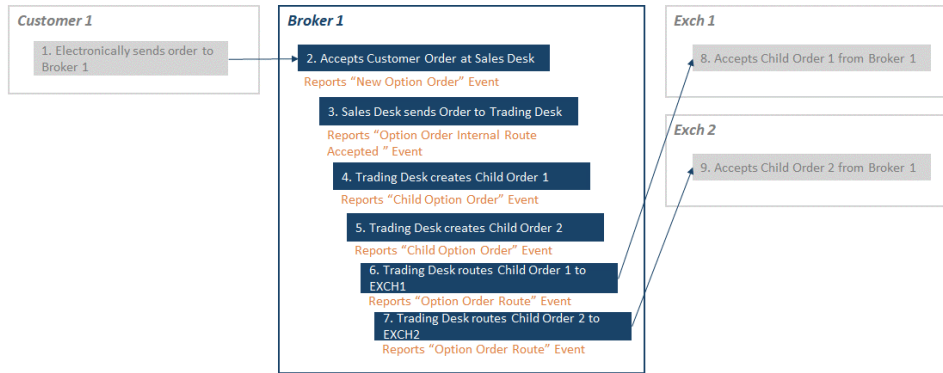 Customer 1
1. Electronically sends order to
Broker 1
Broker 1
2. Accepts Customer Order at Sales Desk
Reports “New Option Order” Event
3. Sales Desk sends Order to Trading Desk
Reports “Option Order Internal Route
Accepted ” Event
4. Trading Desk creates Child Order 1
Reports “Child Option Order” Event
5. Trading Desk creates Child Order 2
Reports “Child Option Order” Event
6. Trading Desk routes Child Order 1 to
EXCH1
Reports “Option Order Route” Event
7. Trading Desk routes Child Order 2 to
EXCH2
Reports “Option Order Route” Event
Exch 1
8. Accepts Child Order 1 from Broker 1
Exch 2
9. Accepts Child Order 2 from Broker 1